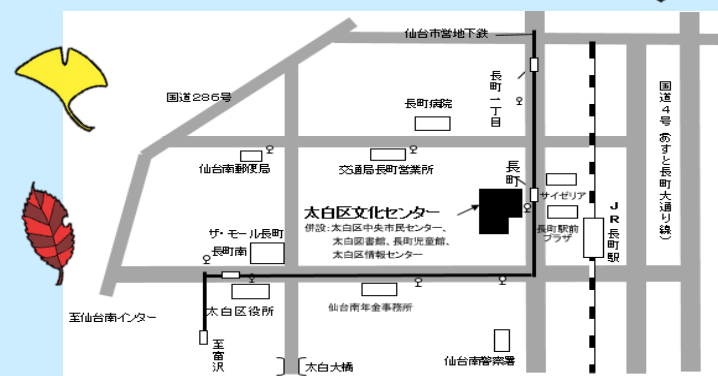 仙台市営地下鉄
長町一丁目
国道286号
長町病院
国道4号(あすと長町大通り線)
仙台南郵便局
交通局長町営業所
長町
サイゼリア
太白区文化センター
併設:太白区中央市民センター、
太白図書館、長町児童館、
太白区情報センター
長町駅前
プラザ
JR長町駅
ザ・モール長町
長町南
太白区役所
仙台南年金事務所
至仙台南インター
至富沢
仙台南警察署
太白大橋